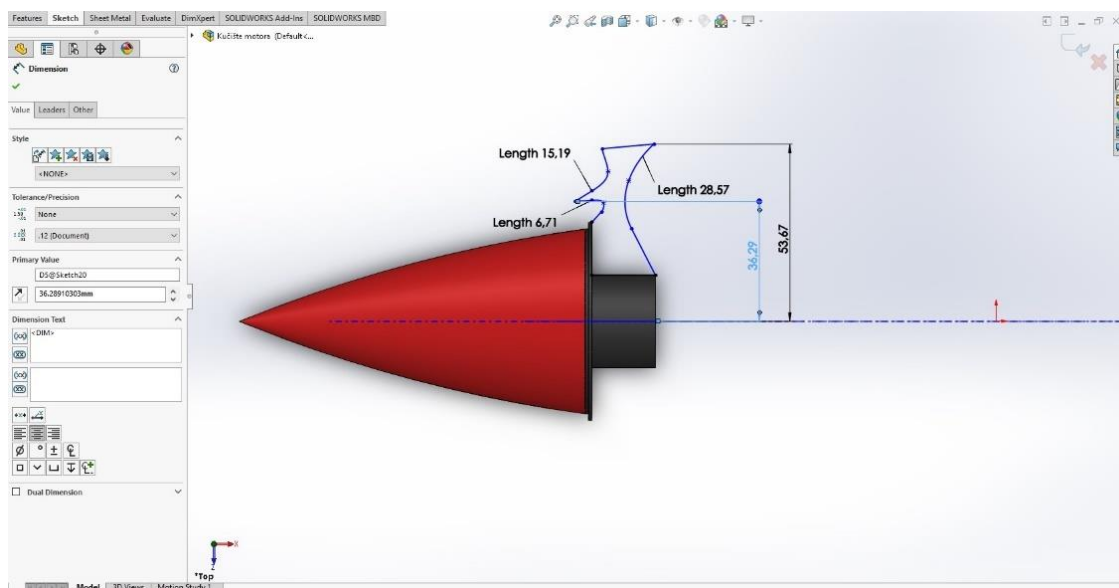 Features Sketch Sheet Metal Evaluate DimXpert SOLIDWORKS Add-Ins SOLIDWORKS MBD
Kućište motora (Default<...
Dimension
Value Leaders Other
Style
<NONE>
Tolerance/Precision
None
.12 (Document)
Primary Value
D5@Sketch20
36.28910303mm
Dimension Text
<DIM>
Dual Dimension
Length 15,19
Length 28,57
Length 6,71
36,29
53,67
*Top
Model 3D Views Motion Study 1